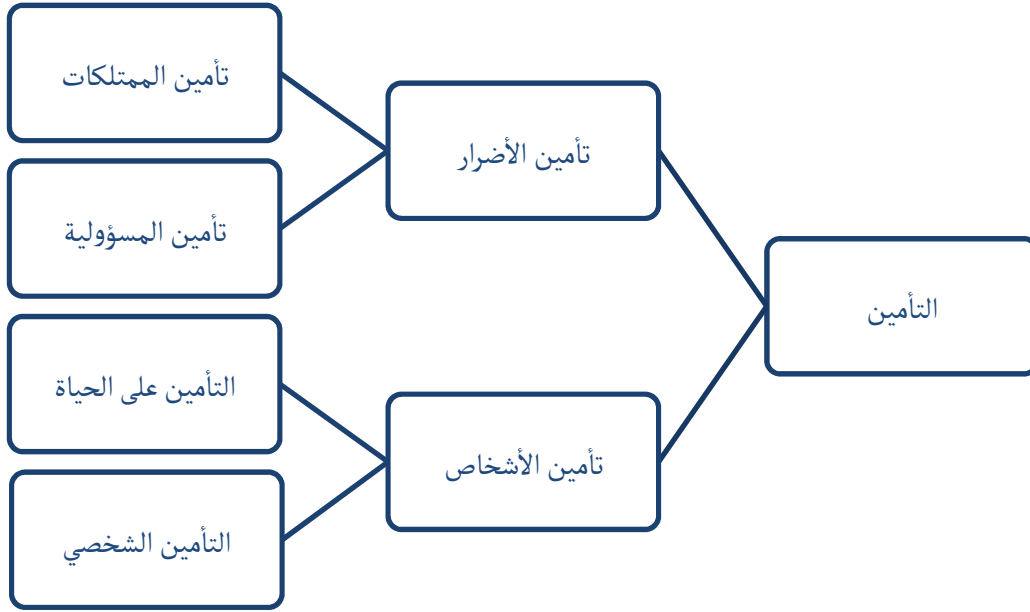 التأمين
تأمين الأضرار
تأمين الممتلكات
تأمين المسؤولية
تأمين الأشخاص
التأمين على الحياة
التأمين الشخصي